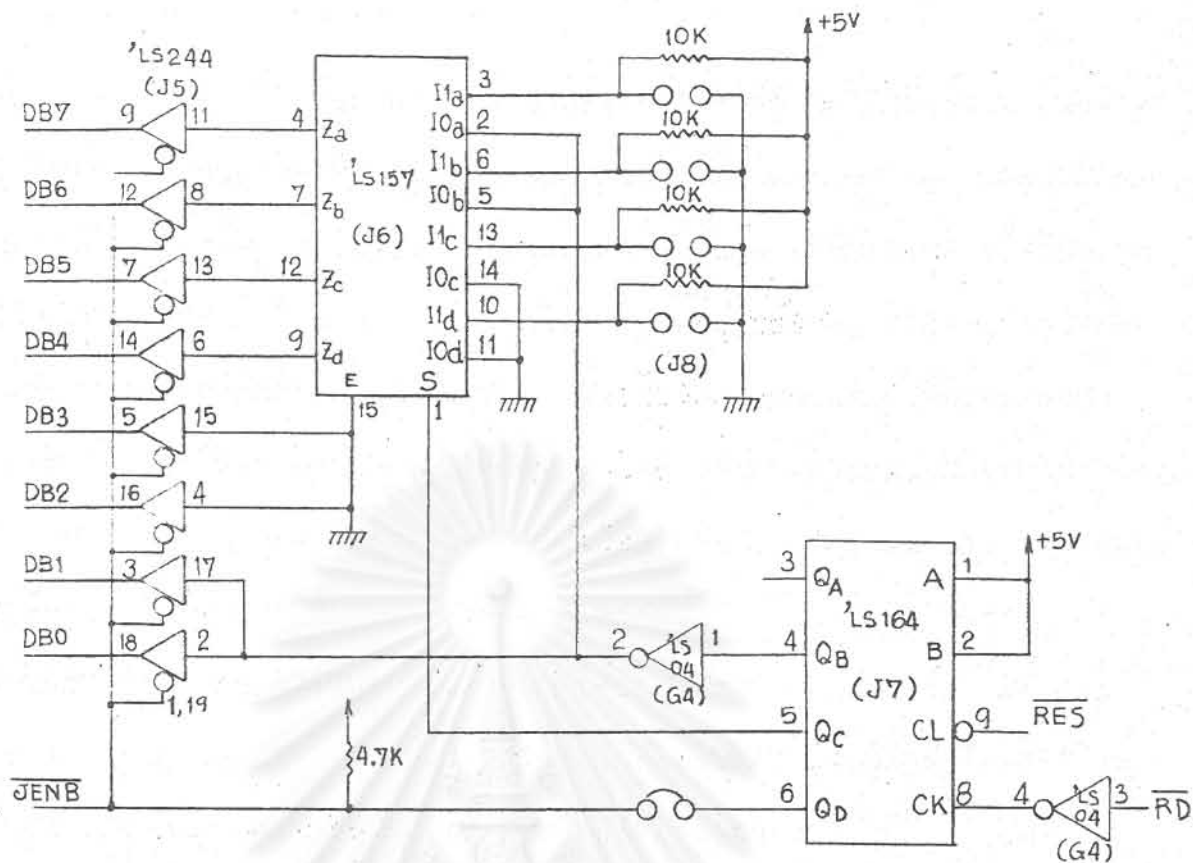 'LS244
(J5)
DB7
9
11
4
Za
DB6
12
8
7
Zb
DB5
7
13
12
Zc
DB4
14
6
9
Zd
DB3
5
15
DB2
16
4
DB1
3
17
DB0
18
2
1,19
'LS157
(J6)
E
15
S
1
I1a
3
I0a
2
I1b
6
I0b
5
I1c
13
I0c
14
I1d
10
I0d
11
10K
10K
10K
10K
+5V
(J8)
2
'LS
04
1
(G4)
3
QA
4
QB
5
QC
6
QD
'LS164
(J7)
A
1
B
2
+5V
CL
9
RES
CK
8
4
'LS
04
3
RD
(G4)
4.7K
JENB